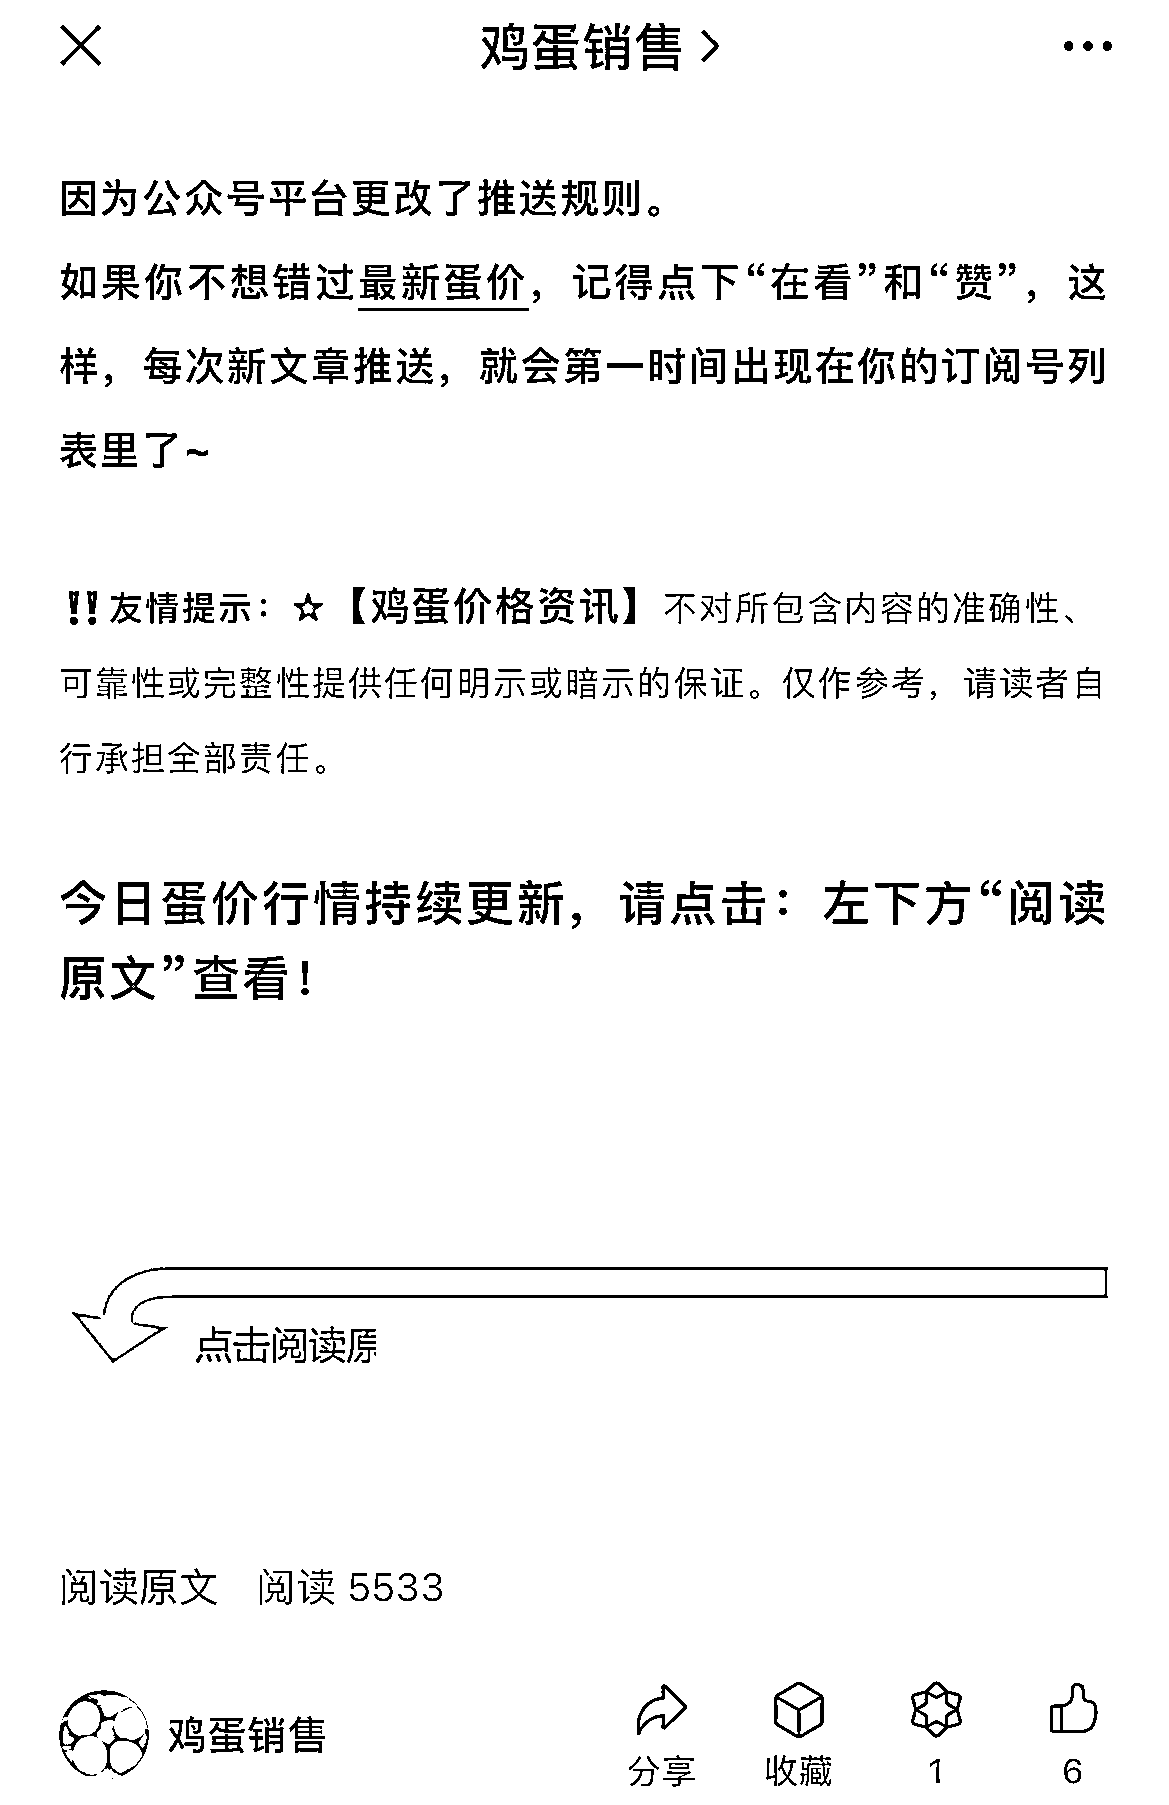 鸡蛋销售
因为公众号平台更改了推送规则。
如果你不想错过最新蛋价，记得点下“在看”和“赞”，这
样，每次新文章推送，就会第一时间出现在你的订阅号列
表里了~
‼️友情提示：☆【鸡蛋价格资讯】不对所包含内容的准确性、
可靠性或完整性提供任何明示或暗示的保证。仅作参考，请读者自
行承担全部责任。
今日蛋价行情持续更新，请点击：左下方“阅读
原文”查看！
点击阅读原
阅读原文 阅读 5533
鸡蛋销售
分享 收藏 1 6